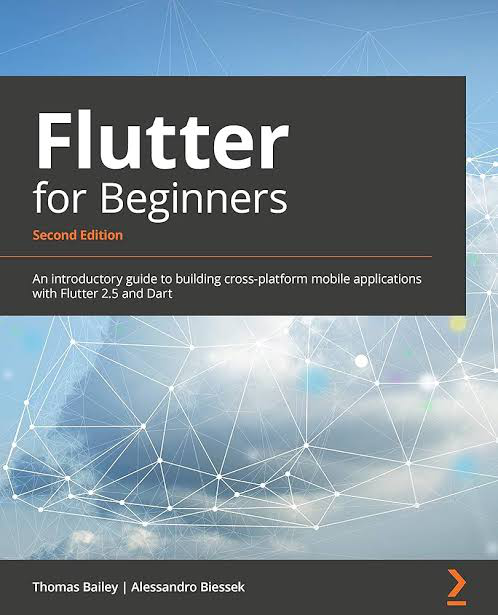 Flutter
for Beginners
Second Edition
An introductory guide to building cross-platform mobile applications
with Flutter 2.5 and Dart
Thomas Bailey | Alessandro Biessek